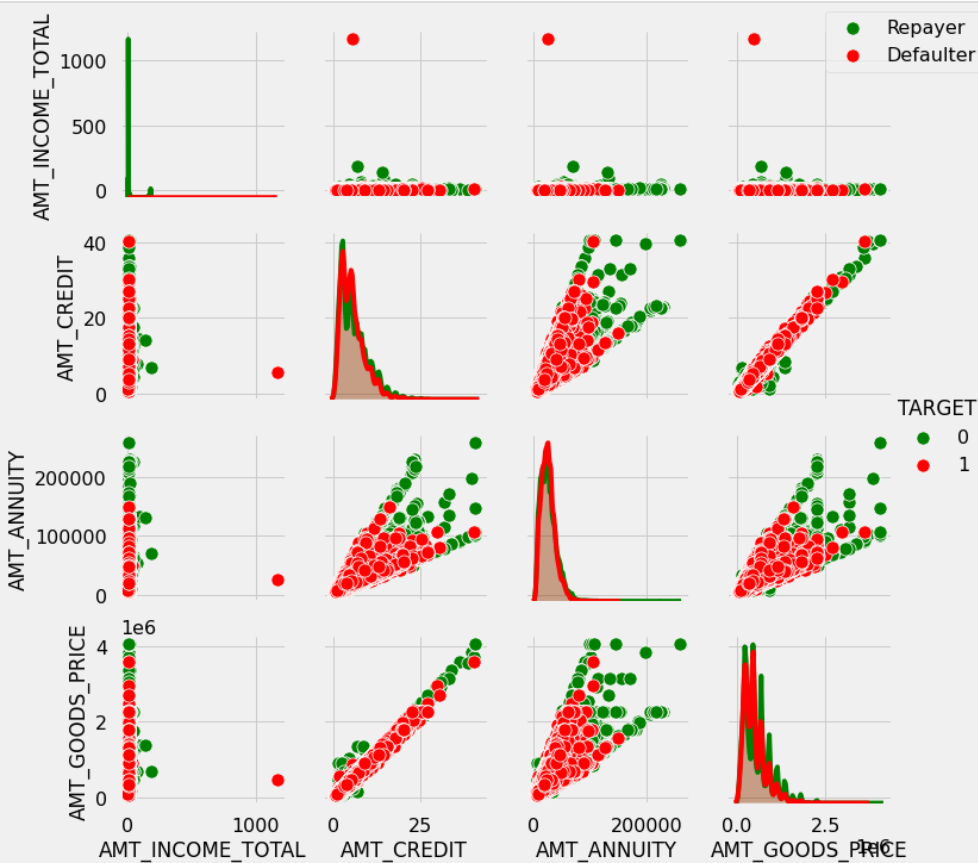 Repayer
Defaulter
AMT_INCOME_TOTAL
1000
500
0
AMT_CREDIT
40
20
0
TARGET
0
1
AMT_ANNUITY
200000
100000
0
1e6
AMT_GOODS_PRICE
4
2
0
0 1000
0 25
0 200000
0.0 2.5
AMT_INCOME_TOTAL
AMT_CREDIT
AMT_ANNUITY
AMT_GOODS_PRICE
1e6